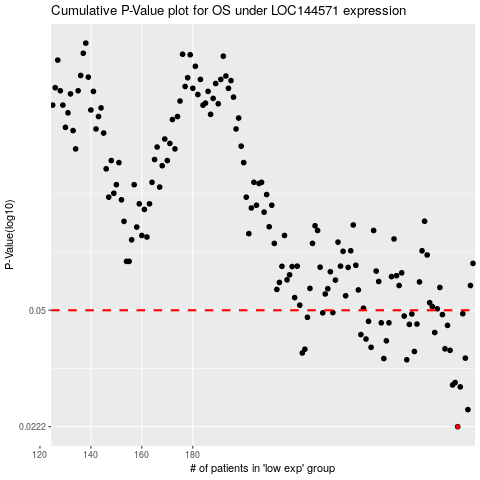 Cumulative P-Value plot for OS under LOC144571 expression
P-Value(log10)
0.05
0.0222
120 140 160 180
# of patients in 'low exp' group